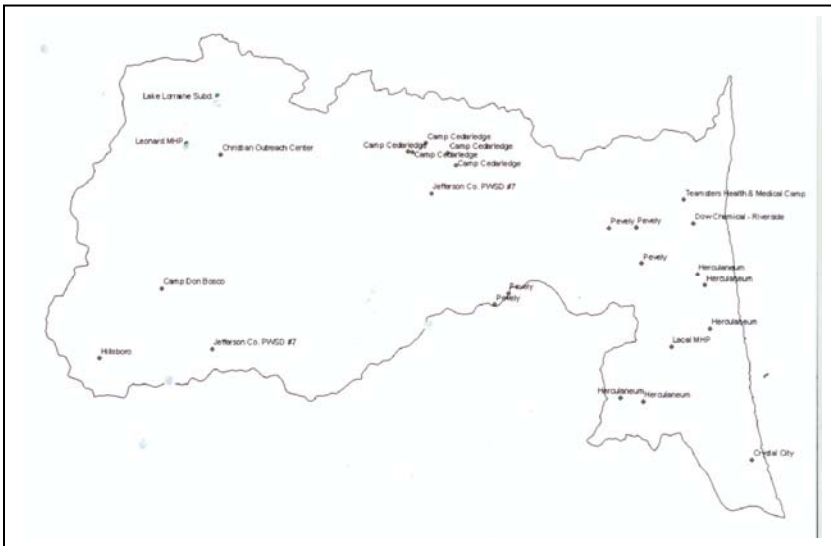 Lake Lorraine Subd.
Leonard MHP
Christian Outreach Center
Camp Cedarledge
Camp Cedarledge
Camp Cedarledge
Camp Cedarledge
Camp Cedarledge
Jefferson Co. PWSD #7
Teamsters Health & Medical Camp
Dow Chemical - Riverside
Pevely
Pevely
Pevely
Herculaneum
Herculaneum
Camp Don Bosco
Pevely
Pevely
Herculaneum
Jefferson Co. PWSD #7
Hillsboro
Herculaneum
Herculaneum
Crystal City